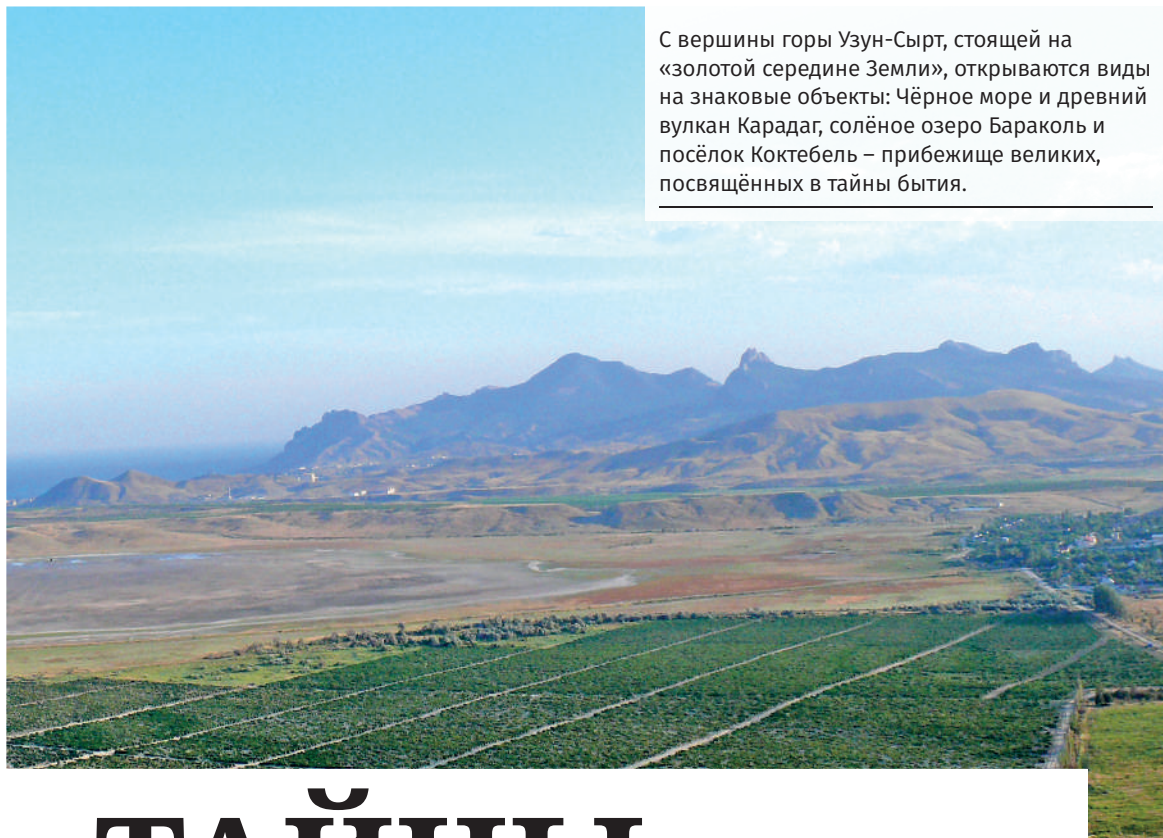 С вершины горы Узун-Сырт, стоящей на
«золотой середине Земли», открываются виды
на знаковые объекты: Чёрное море и древний
вулкан Карадаг, солёное озеро Бараколь и
посёлок Коктебель – прибежище великих,
посвящённых в тайны бытия.
ТАЙНЫ